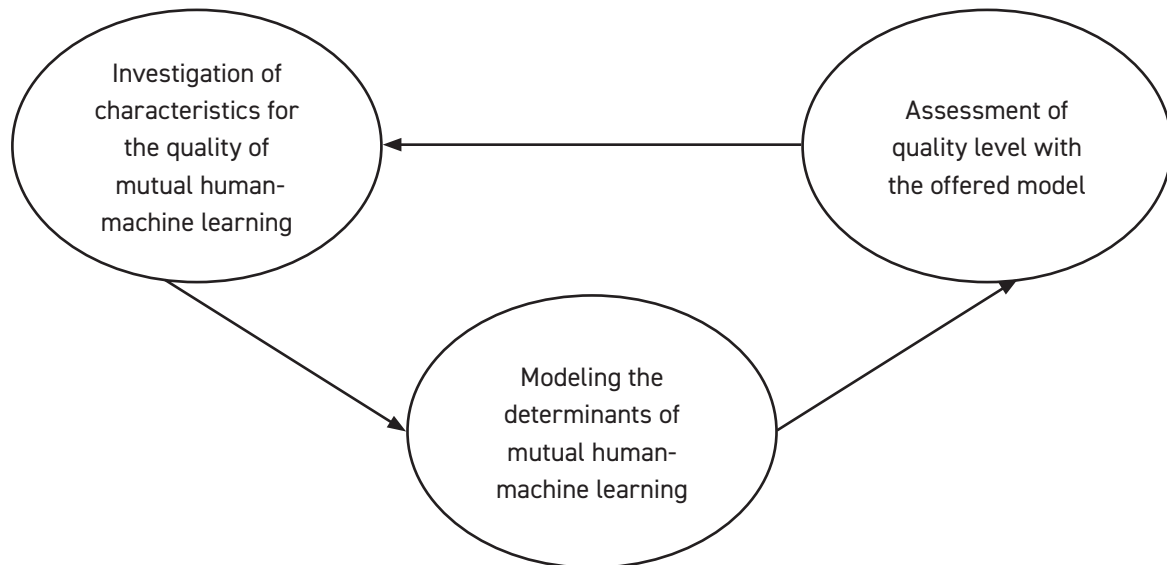 Investigation of
characteristics for
the quality of
mutual human-
machine learning
Assessment of
quality level with
the offered model
Modeling the
determinants of
mutual human-
machine learning